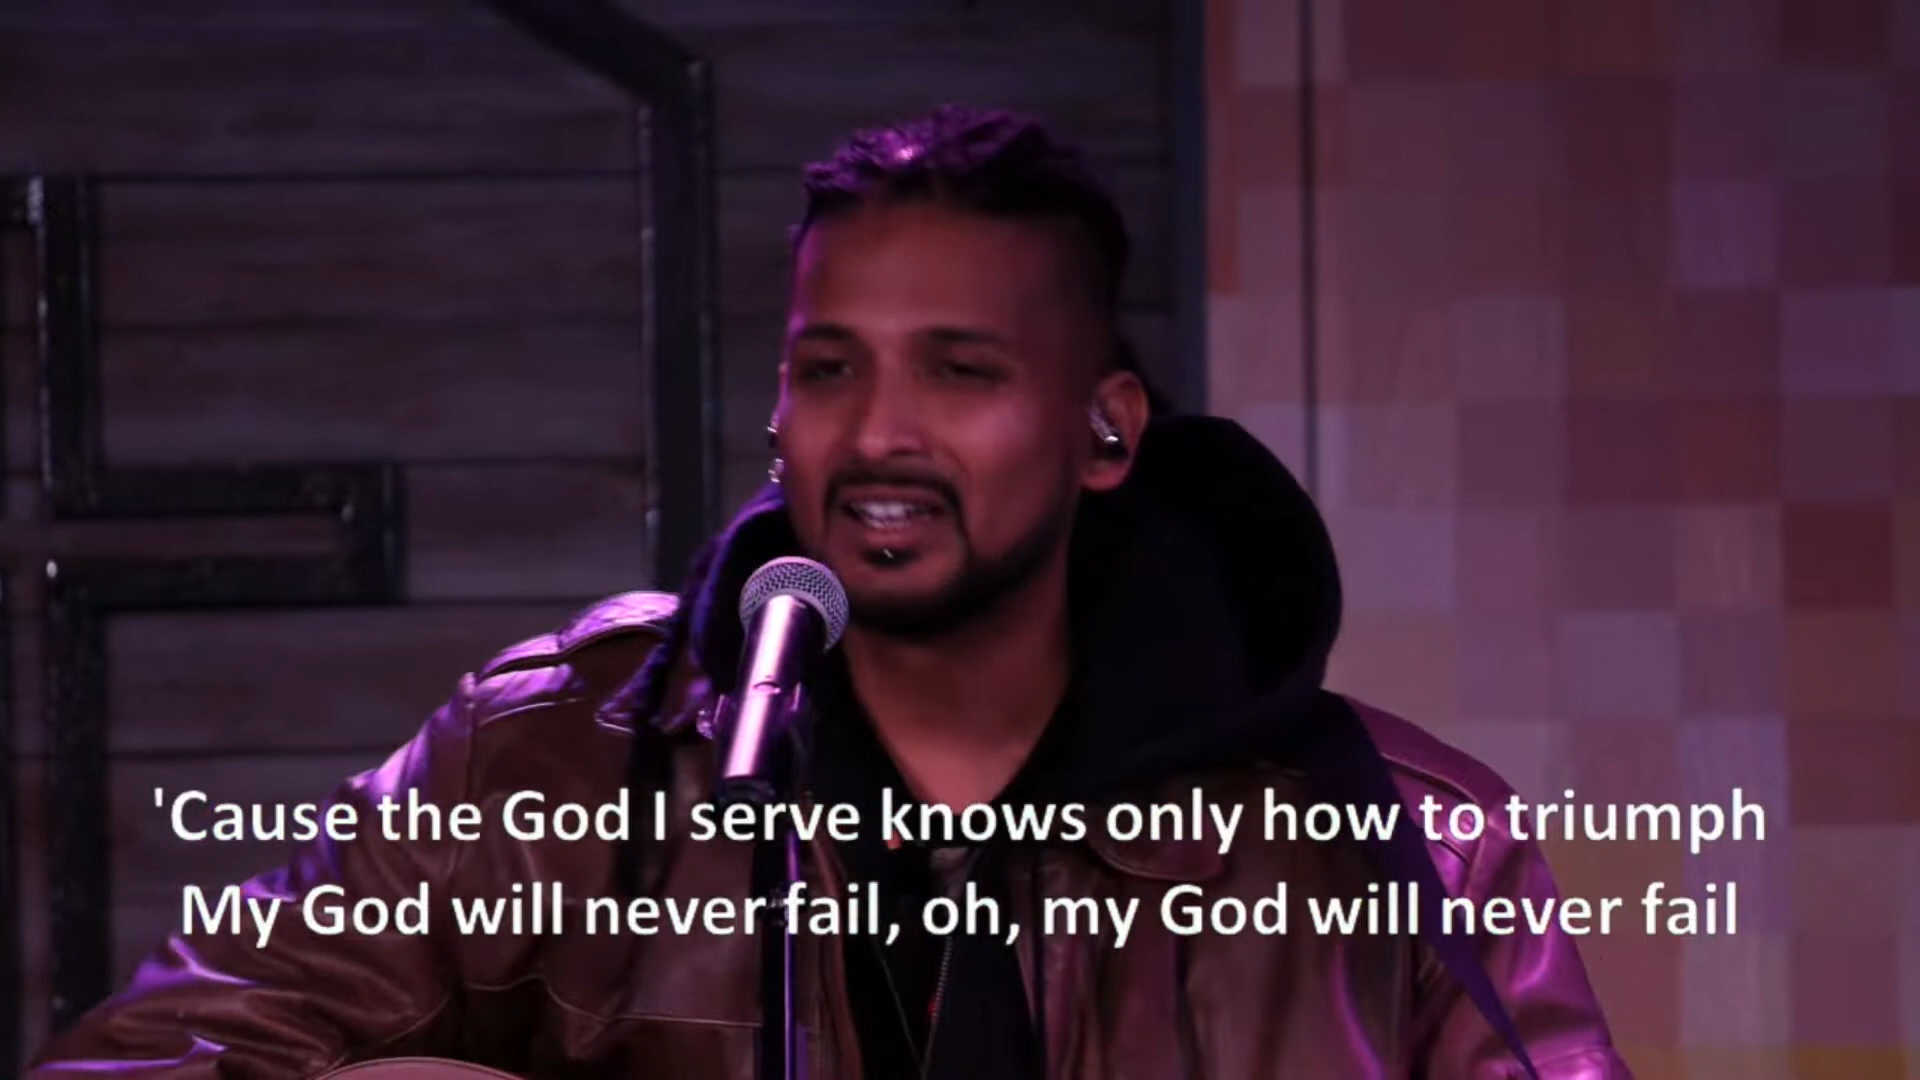 'Cause the God I serve knows only how to triumph
My God will never fail, oh, my God will never fail